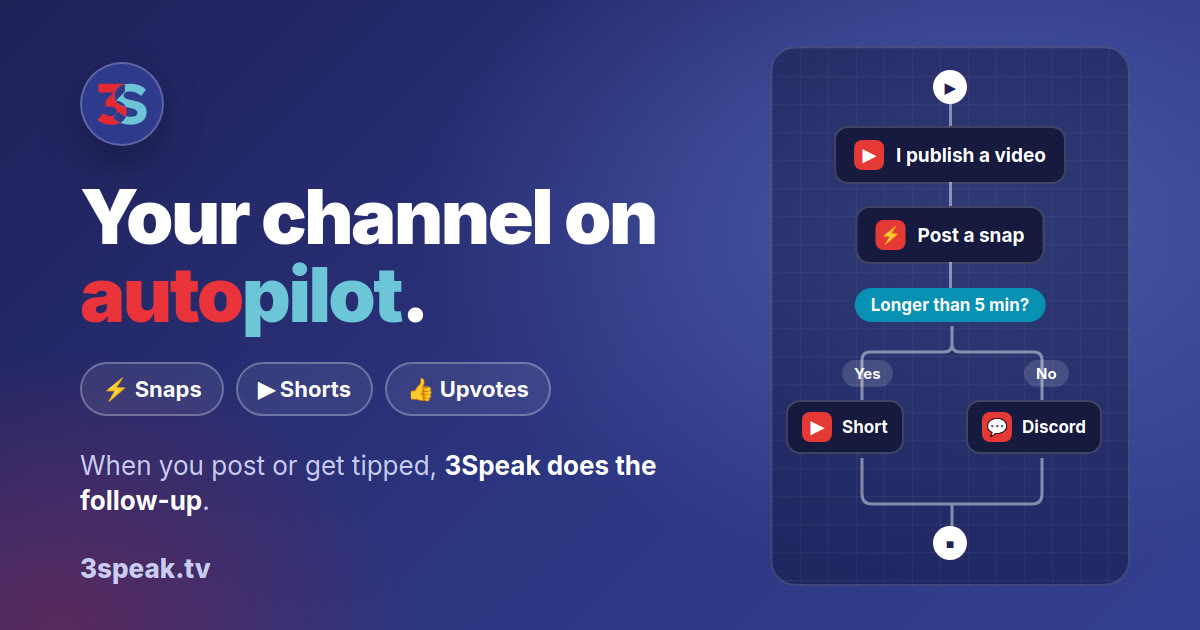 3S
Your channel on
autopilot.
⚡ Snaps
▶ Shorts
👍 Upvotes
When you post or get tipped, 3Speak does the
follow-up.
3speak.tv
I publish a video
Post a snap
Longer than 5 min?
Yes
No
Short
Discord